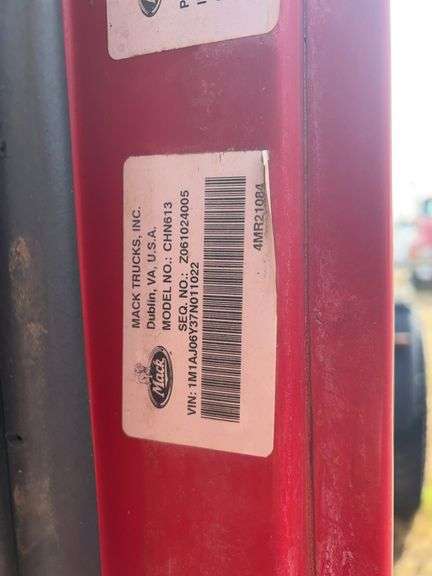 MACK TRUCKS, INC.
Dublin, VA, U.S.A.
MODEL NO.: CHN613
SEQ. NO.: Z061024005
Mack
VIN: 1M1AJ06Y37N011022
4MR21084